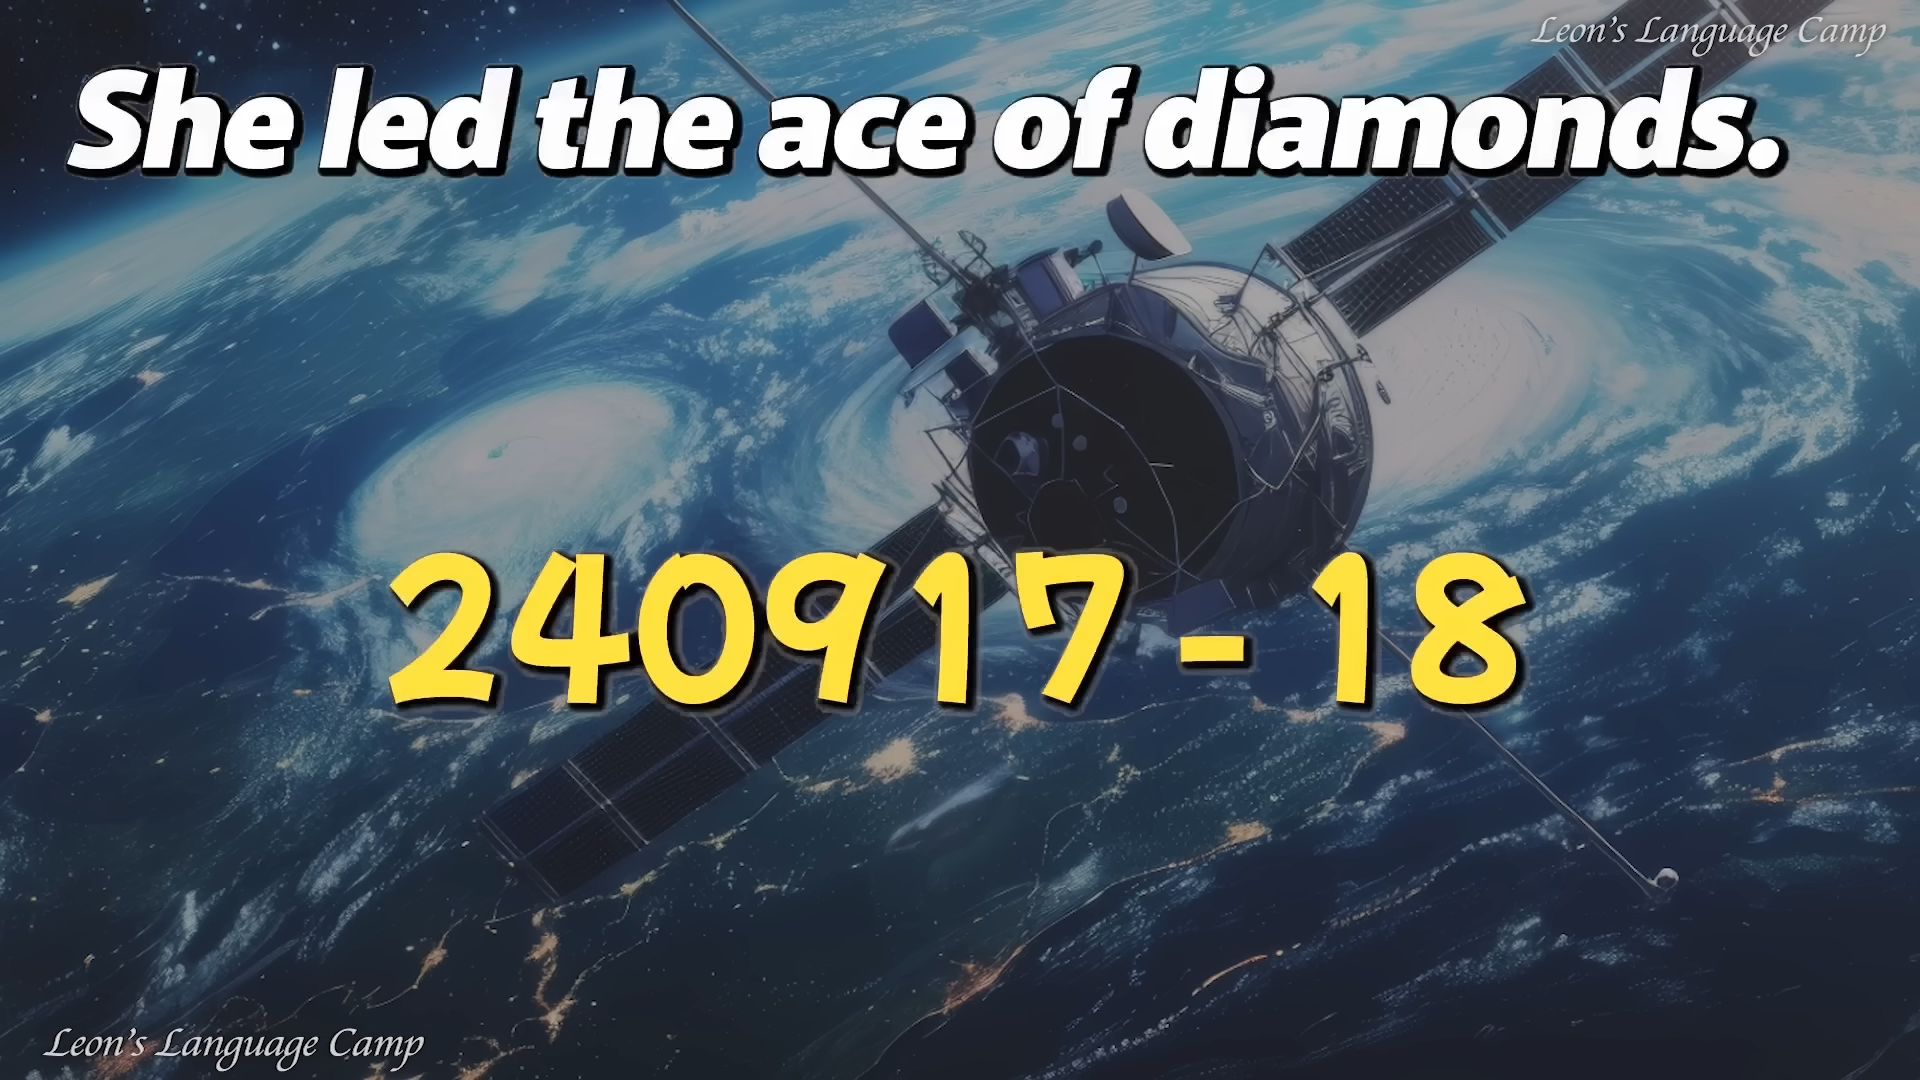 Leon's Language Camp
She led the ace of diamonds.
240917-18
Leon's Language Camp